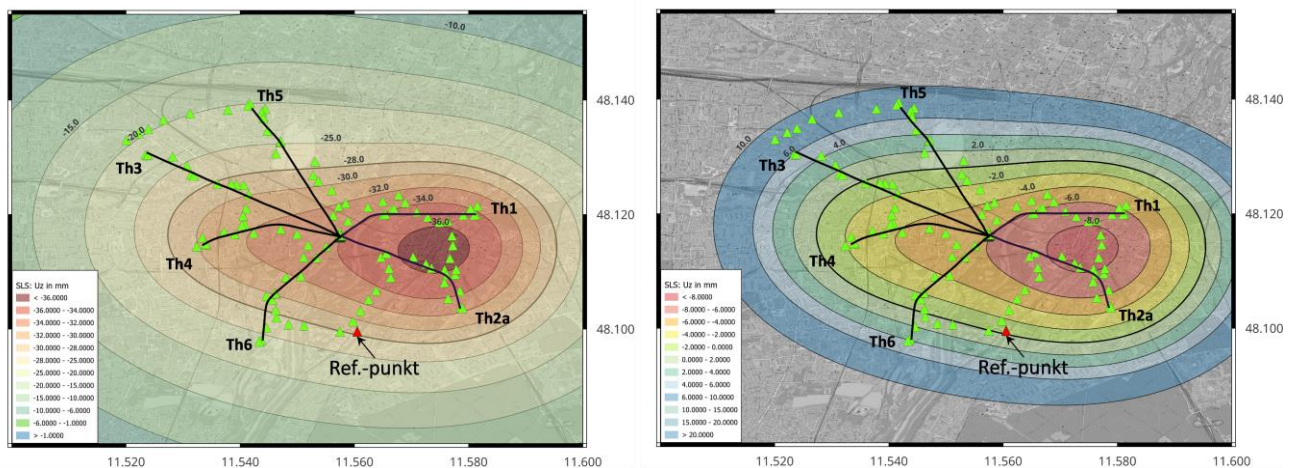 -10.0
-15.0
-20.0
-25.0
-28.0
-30.0
-32.0
-34.0
-36.0
Th5
Th3
Th1
Th4
Th2a
Th6
Ref.-punkt
48.140
48.120
48.100
11.520
11.540
11.560
11.580
11.600
SLS: Uz in mm
< -36.0000
-36.0000 - -34.0000
-34.0000 - -32.0000
-32.0000 - -30.0000
-30.0000 - -28.0000
-28.0000 - -25.0000
-25.0000 - -20.0000
-20.0000 - -15.0000
-15.0000 - -10.0000
-10.0000 - -6.0000
-6.0000 - -1.0000
> -1.0000
10.0
6.0
4.0
2.0
0.0
-2.0
-4.0
-6.0
-8.0
Th5
Th3
Th1
Th4
Th2a
Th6
Ref.-punkt
48.140
48.120
48.100
11.520
11.540
11.560
11.580
11.600
SLS: Uz in mm
< -8.0000
-8.0000 - -6.0000
-6.0000 - -4.0000
-4.0000 - -2.0000
-2.0000 - 0.0000
0.0000 - 2.0000
2.0000 - 4.0000
4.0000 - 6.0000
6.0000 - 10.0000
10.0000 - 15.0000
15.0000 - 20.0000
> 20.0000